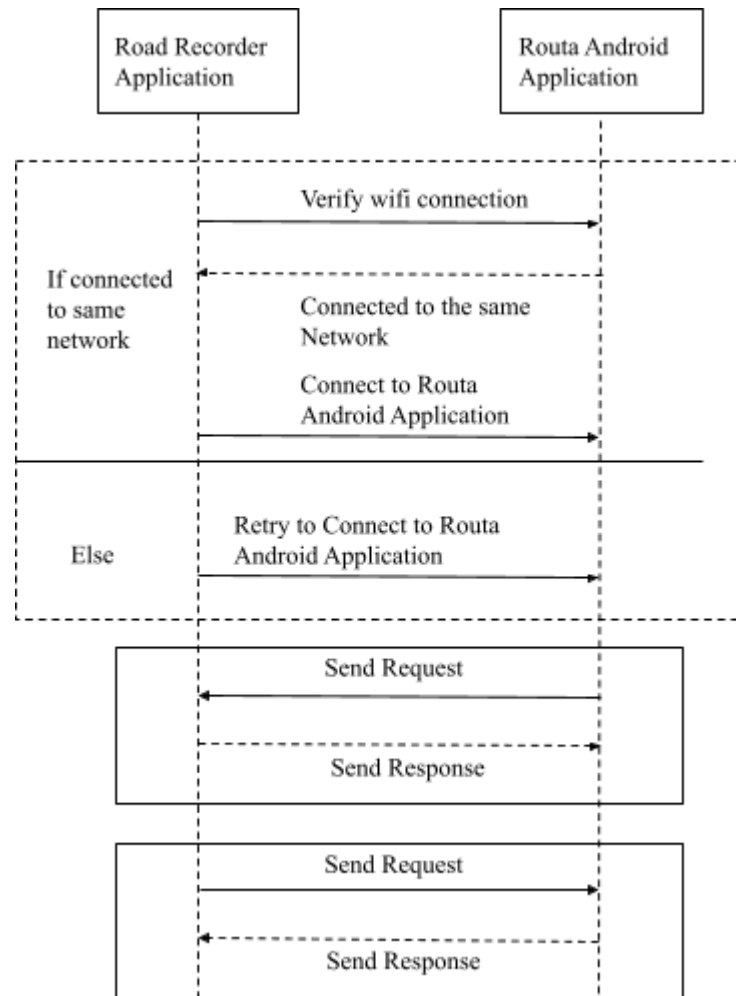 Road Recorder
Application
Routa Android
Application
Verify wifi connection
If connected
to same
network
Connected to the same
Network
Connect to Routa
Android Application
Else
Retry to Connect to Routa
Android Application
Send Request
Send Response
Send Request
Send Response